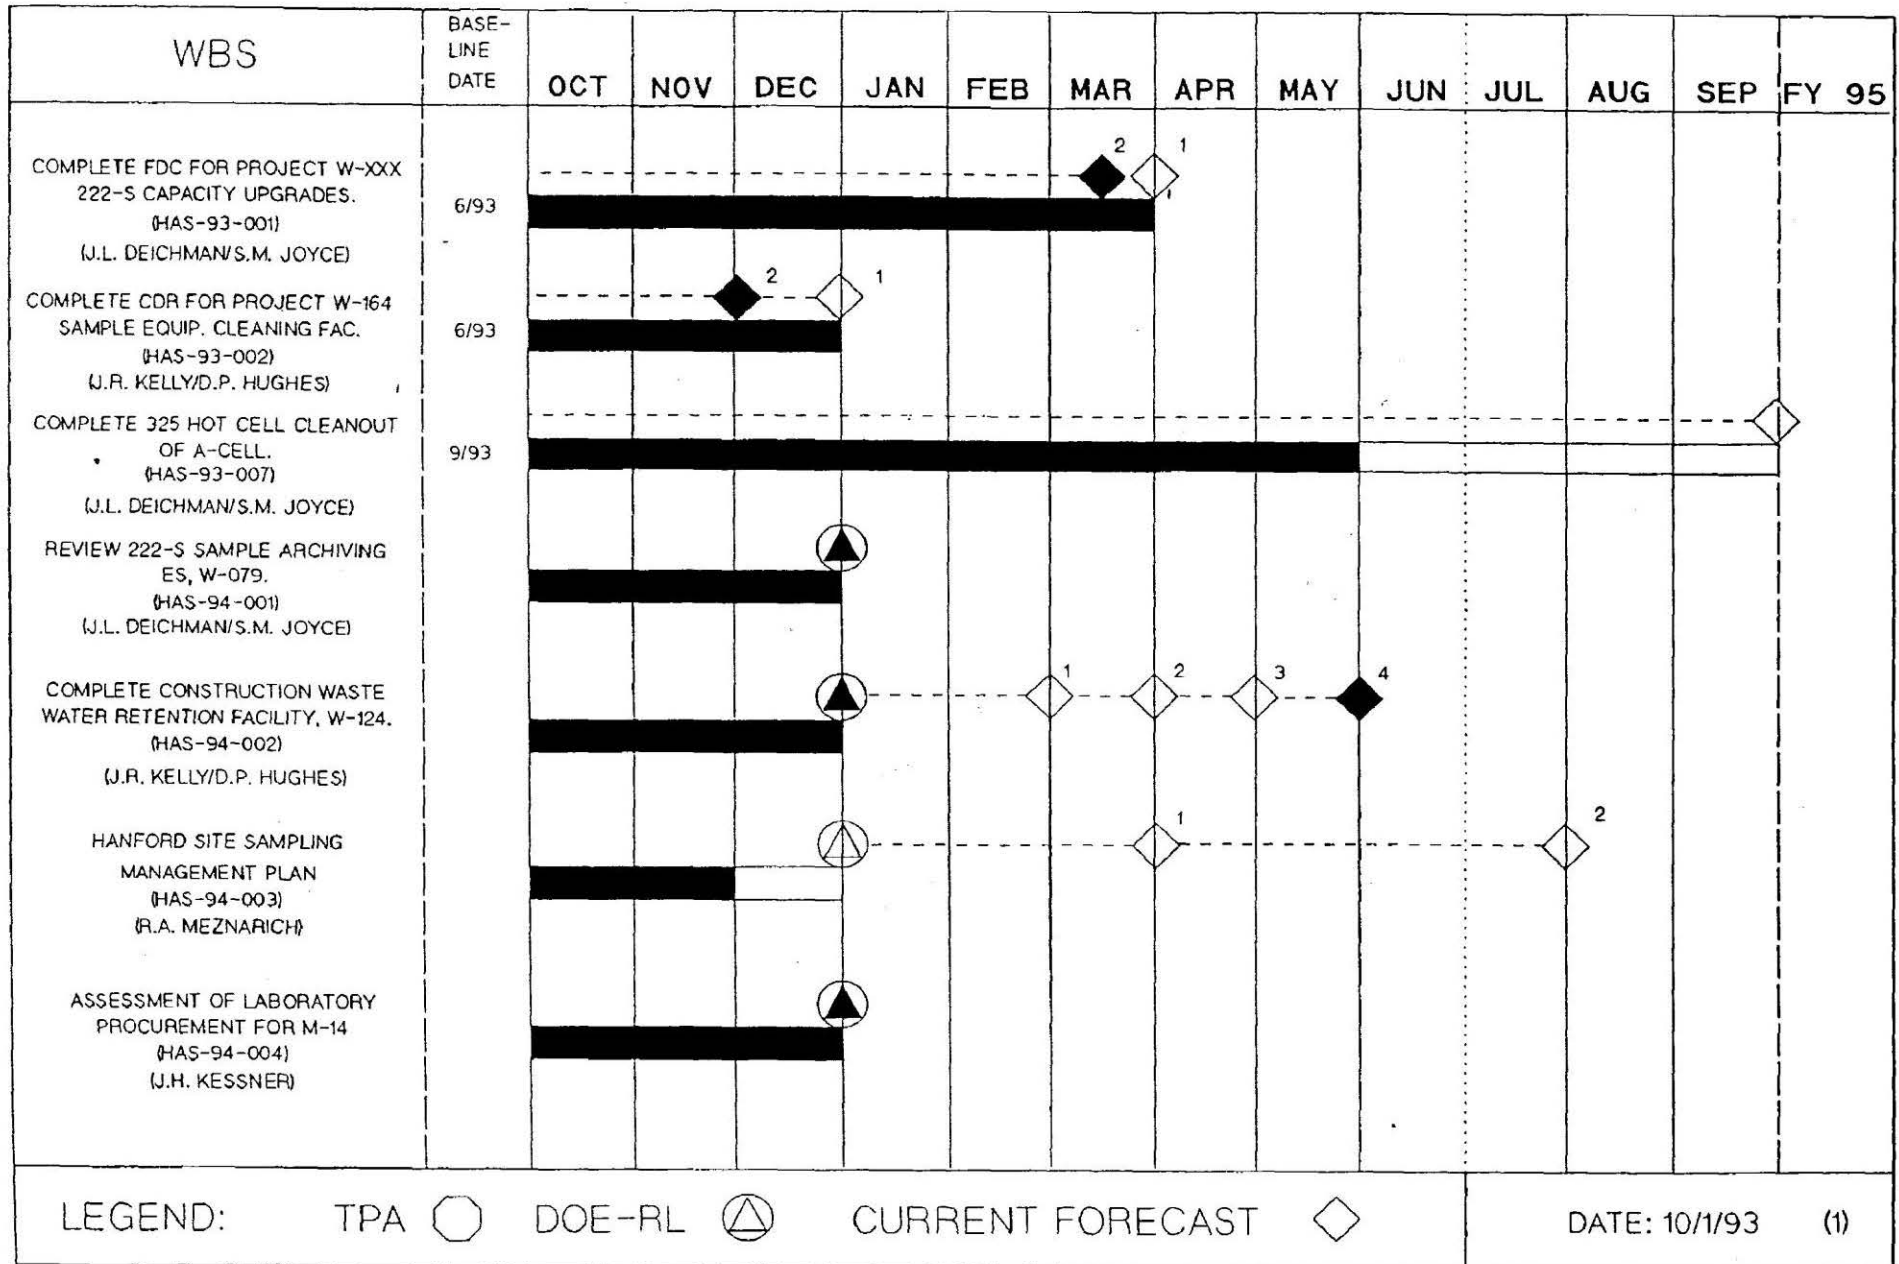 WBS
BASE-
LINE
DATE
OCT NOV DEC JAN FEB MAR APR MAY JUN JUL AUG SEP FY 95
COMPLETE FDC FOR PROJECT W-XXX
222-S CAPACITY UPGRADES.
(HAS-93-001)
(J.L. DEICHMAN/S.M. JOYCE)
6/93
2 1
COMPLETE CDR FOR PROJECT W-164
SAMPLE EQUIP. CLEANING FAC.
(HAS-93-002)
(J.R. KELLY/D.P. HUGHES)
6/93
2 1
COMPLETE 325 HOT CELL CLEANOUT
OF A-CELL.
(HAS-93-007)
(J.L. DEICHMAN/S.M. JOYCE)
9/93
REVIEW 222-S SAMPLE ARCHIVING
ES, W-079.
(HAS-94-001)
(J.L. DEICHMAN/S.M. JOYCE)
COMPLETE CONSTRUCTION WASTE
WATER RETENTION FACILITY, W-124.
(HAS-94-002)
(J.R. KELLY/D.P. HUGHES)
1 2 3 4
HANFORD SITE SAMPLING
MANAGEMENT PLAN
(HAS-94-003)
(R.A. MEZNARICH)
1 2
ASSESSMENT OF LABORATORY
PROCUREMENT FOR M-14
(HAS-94-004)
(J.H. KESSNER)
LEGEND: TPA DOE-RL CURRENT FORECAST
DATE: 10/1/93 (1)